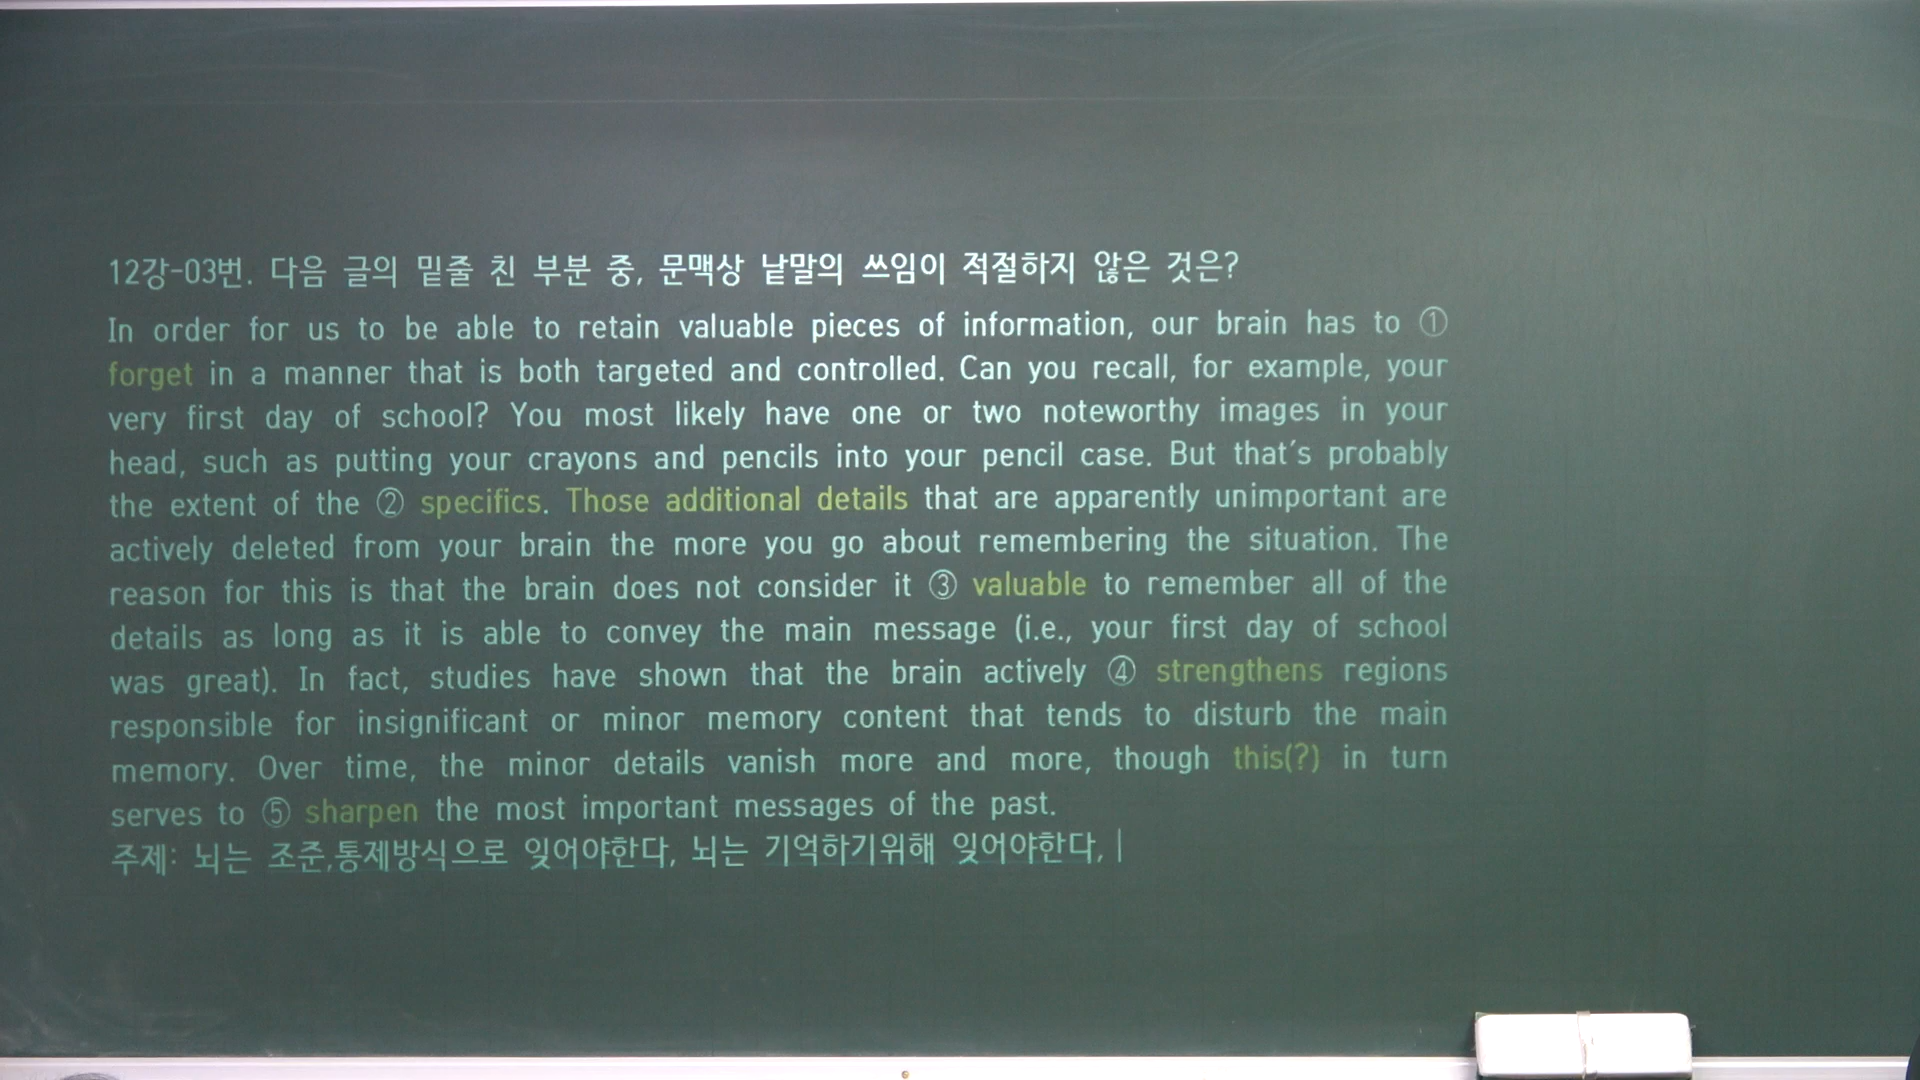 12강-03번. 다음 글의 밑줄 친 부분 중, 문맥상 낱말의 쓰임이 적절하지 않은 것은?
In order for us to be able to retain valuable pieces of information, our brain has to ①
forget in a manner that is both targeted and controlled. Can you recall, for example, your
very first day of school? You most likely have one or two noteworthy images in your
head, such as putting your crayons and pencils into your pencil case. But that's probably
the extent of the ② specifics. Those additional details that are apparently unimportant are
actively deleted from your brain the more you go about remembering the situation. The
reason for this is that the brain does not consider it ③ valuable to remember all of the
details as long as it is able to convey the main message (i.e., your first day of school
was great). In fact, studies have shown that the brain actively ④ strengthens regions
responsible for insignificant or minor memory content that tends to disturb the main
memory. Over time, the minor details vanish more and more, though this(?) in turn
serves to ⑤ sharpen the most important messages of the past.
주제: 뇌는 조준,통제방식으로 잊어야한다, 뇌는 기억하기위해 잊어야한다,